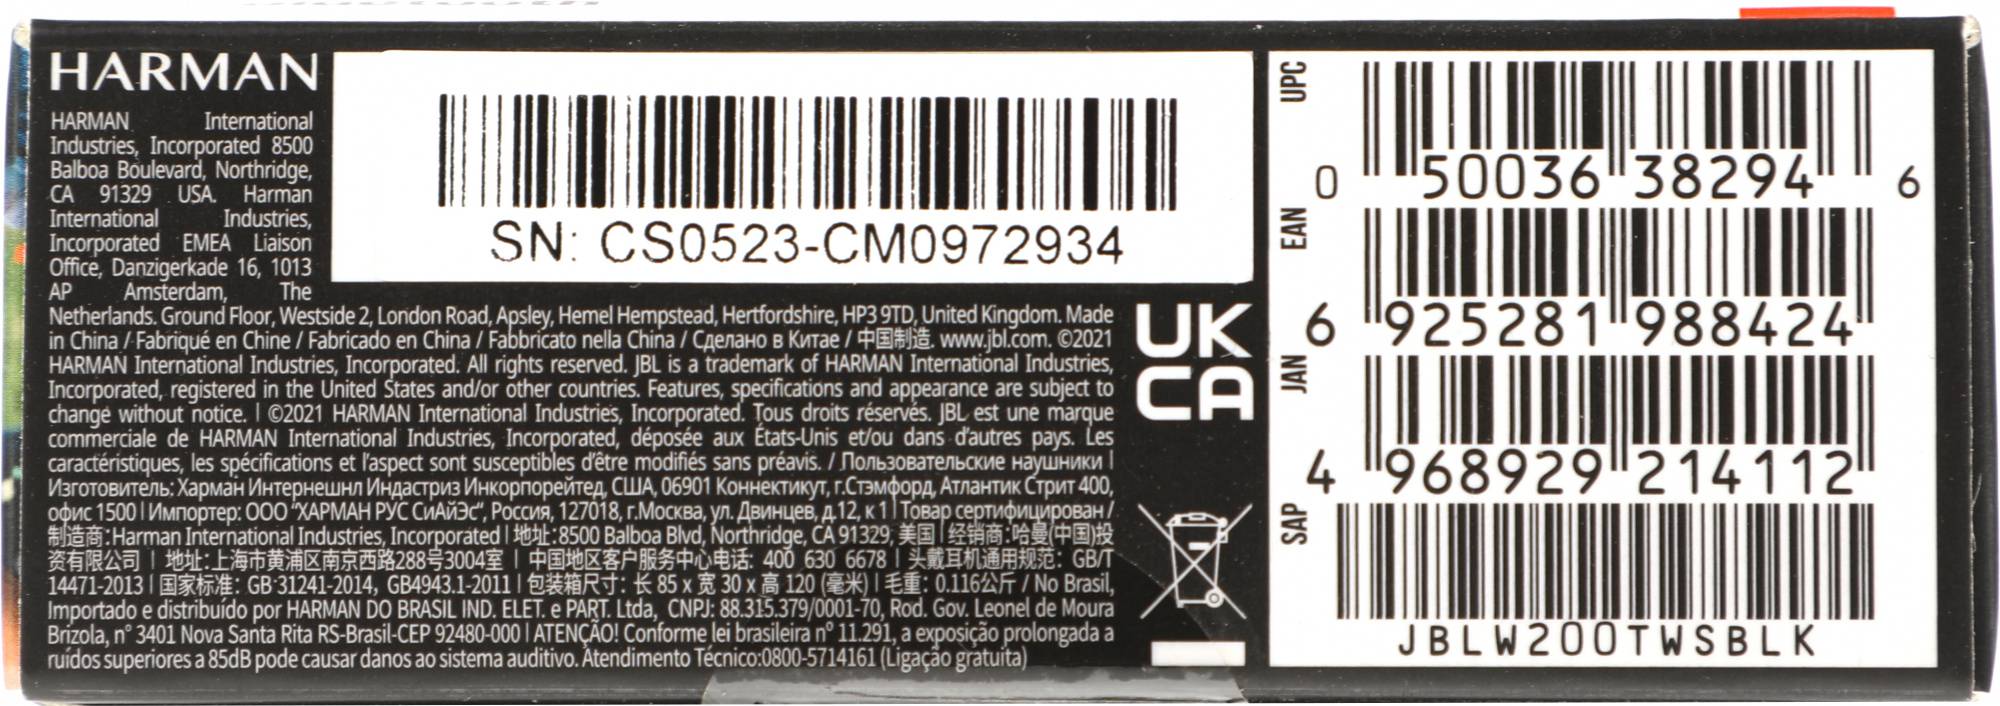 HARMAN
HARMAN International
Industries, Incorporated 8500
Balboa Boulevard, Northridge,
CA 91329 USA. Harman
International Industries,
Incorporated EMEA Liaison
Office, Danzigerkade 16, 1013
AP Amsterdam, The
Netherlands. Ground Floor, Westside 2, London Road, Apsley, Hemel Hempstead, Hertfordshire, HP3 9TD, United Kingdom. Made
in China / Fabriqué en Chine / Fabricado en China / Fabbricato nella China / Сделано в Китае / 中国制造. www.jbl.com. ©2021
HARMAN International Industries, Incorporated. All rights reserved. JBL is a trademark of HARMAN International Industries,
Incorporated, registered in the United States and/or other countries. Features, specifications and appearance are subject to
change without notice. | ©2021 HARMAN International Industries, Incorporated. Tous droits réservés. JBL est une marque
commerciale de HARMAN International Industries, Incorporated, déposée aux États-Unis et/ou dans d'autres pays. Les
caractéristiques, les spécifications et l'aspect sont susceptibles d'être modifiés sans préavis. / Пользовательские наушники |
Изготовитель: Харман Интернешнл Индастриз Инкорпорейтед, США, 06901 Коннектикут, г.Стэмфорд, Атлантик Стрит 400,
офис 1500 | Импортер: ООО "ХАРМАН РУС СиАйЭс", Россия, 127018, г.Москва, ул. Двинцев, д.12, к 1 | Товар сертифицирован /
制造商: Harman International Industries, Incorporated | 地址: 8500 Balboa Blvd, Northridge, CA 91329, 美国 | 经销商: 哈曼(中国)投
资有限公司 | 地址: 上海市黄浦区南京西路288号3004室 | 中国地区客户服务中心电话: 400 630 6678 | 头戴耳机通用规范: GB/T
14471-2013 | 国家标准: GB 31241-2014, GB4943.1-2011 | 包装箱尺寸: 长 85 x 宽 30 x 高 120 (毫米) | 毛重: 0.116公斤 / No Brasil,
Importado e distribuído por HARMAN DO BRASIL IND. ELET. e PART. Ltda, CNPJ: 88.315.379/0001-70, Rod. Gov. Leonel de Moura
Brizola, n° 3401 Nova Santa Rita RS-Brasil-CEP 92480-000 | ATENÇÃO! Conforme lei brasileira n° 11.291, a exposição prolongada a
ruídos superiores a 85dB pode causar danos ao sistema auditivo. Atendimento Técnico:0800-5714161 (Ligação gratuita)
SN: CS0523-CM0972934
UK
CA
UPC
0 50036 38294 6
EAN
6 925281 988424
JAN
4 968929 214112
SAP
JBLW200TWSBLK